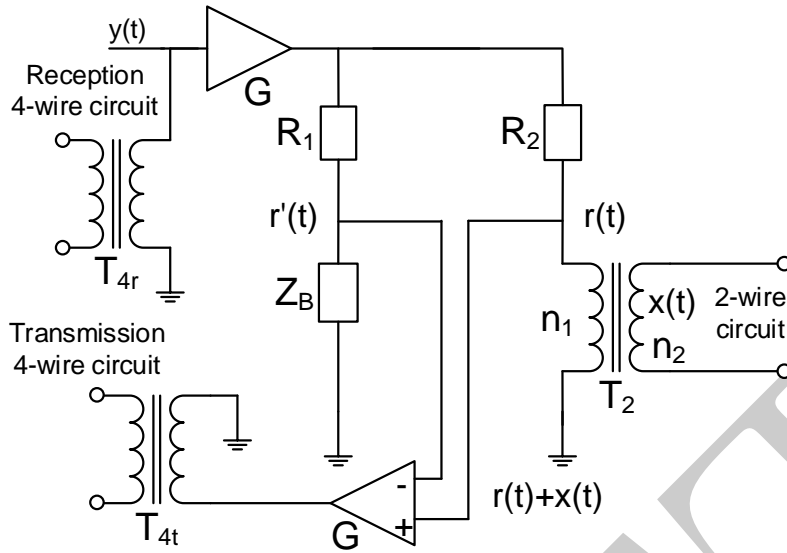 y(t)
Reception
4-wire circuit
G
R1
R2
r'(t)
r(t)
T4r
ZB
Transmission
4-wire circuit
n1
x(t)
n2
2-wire
circuit
T2
-
+
G
r(t)+x(t)
T4t